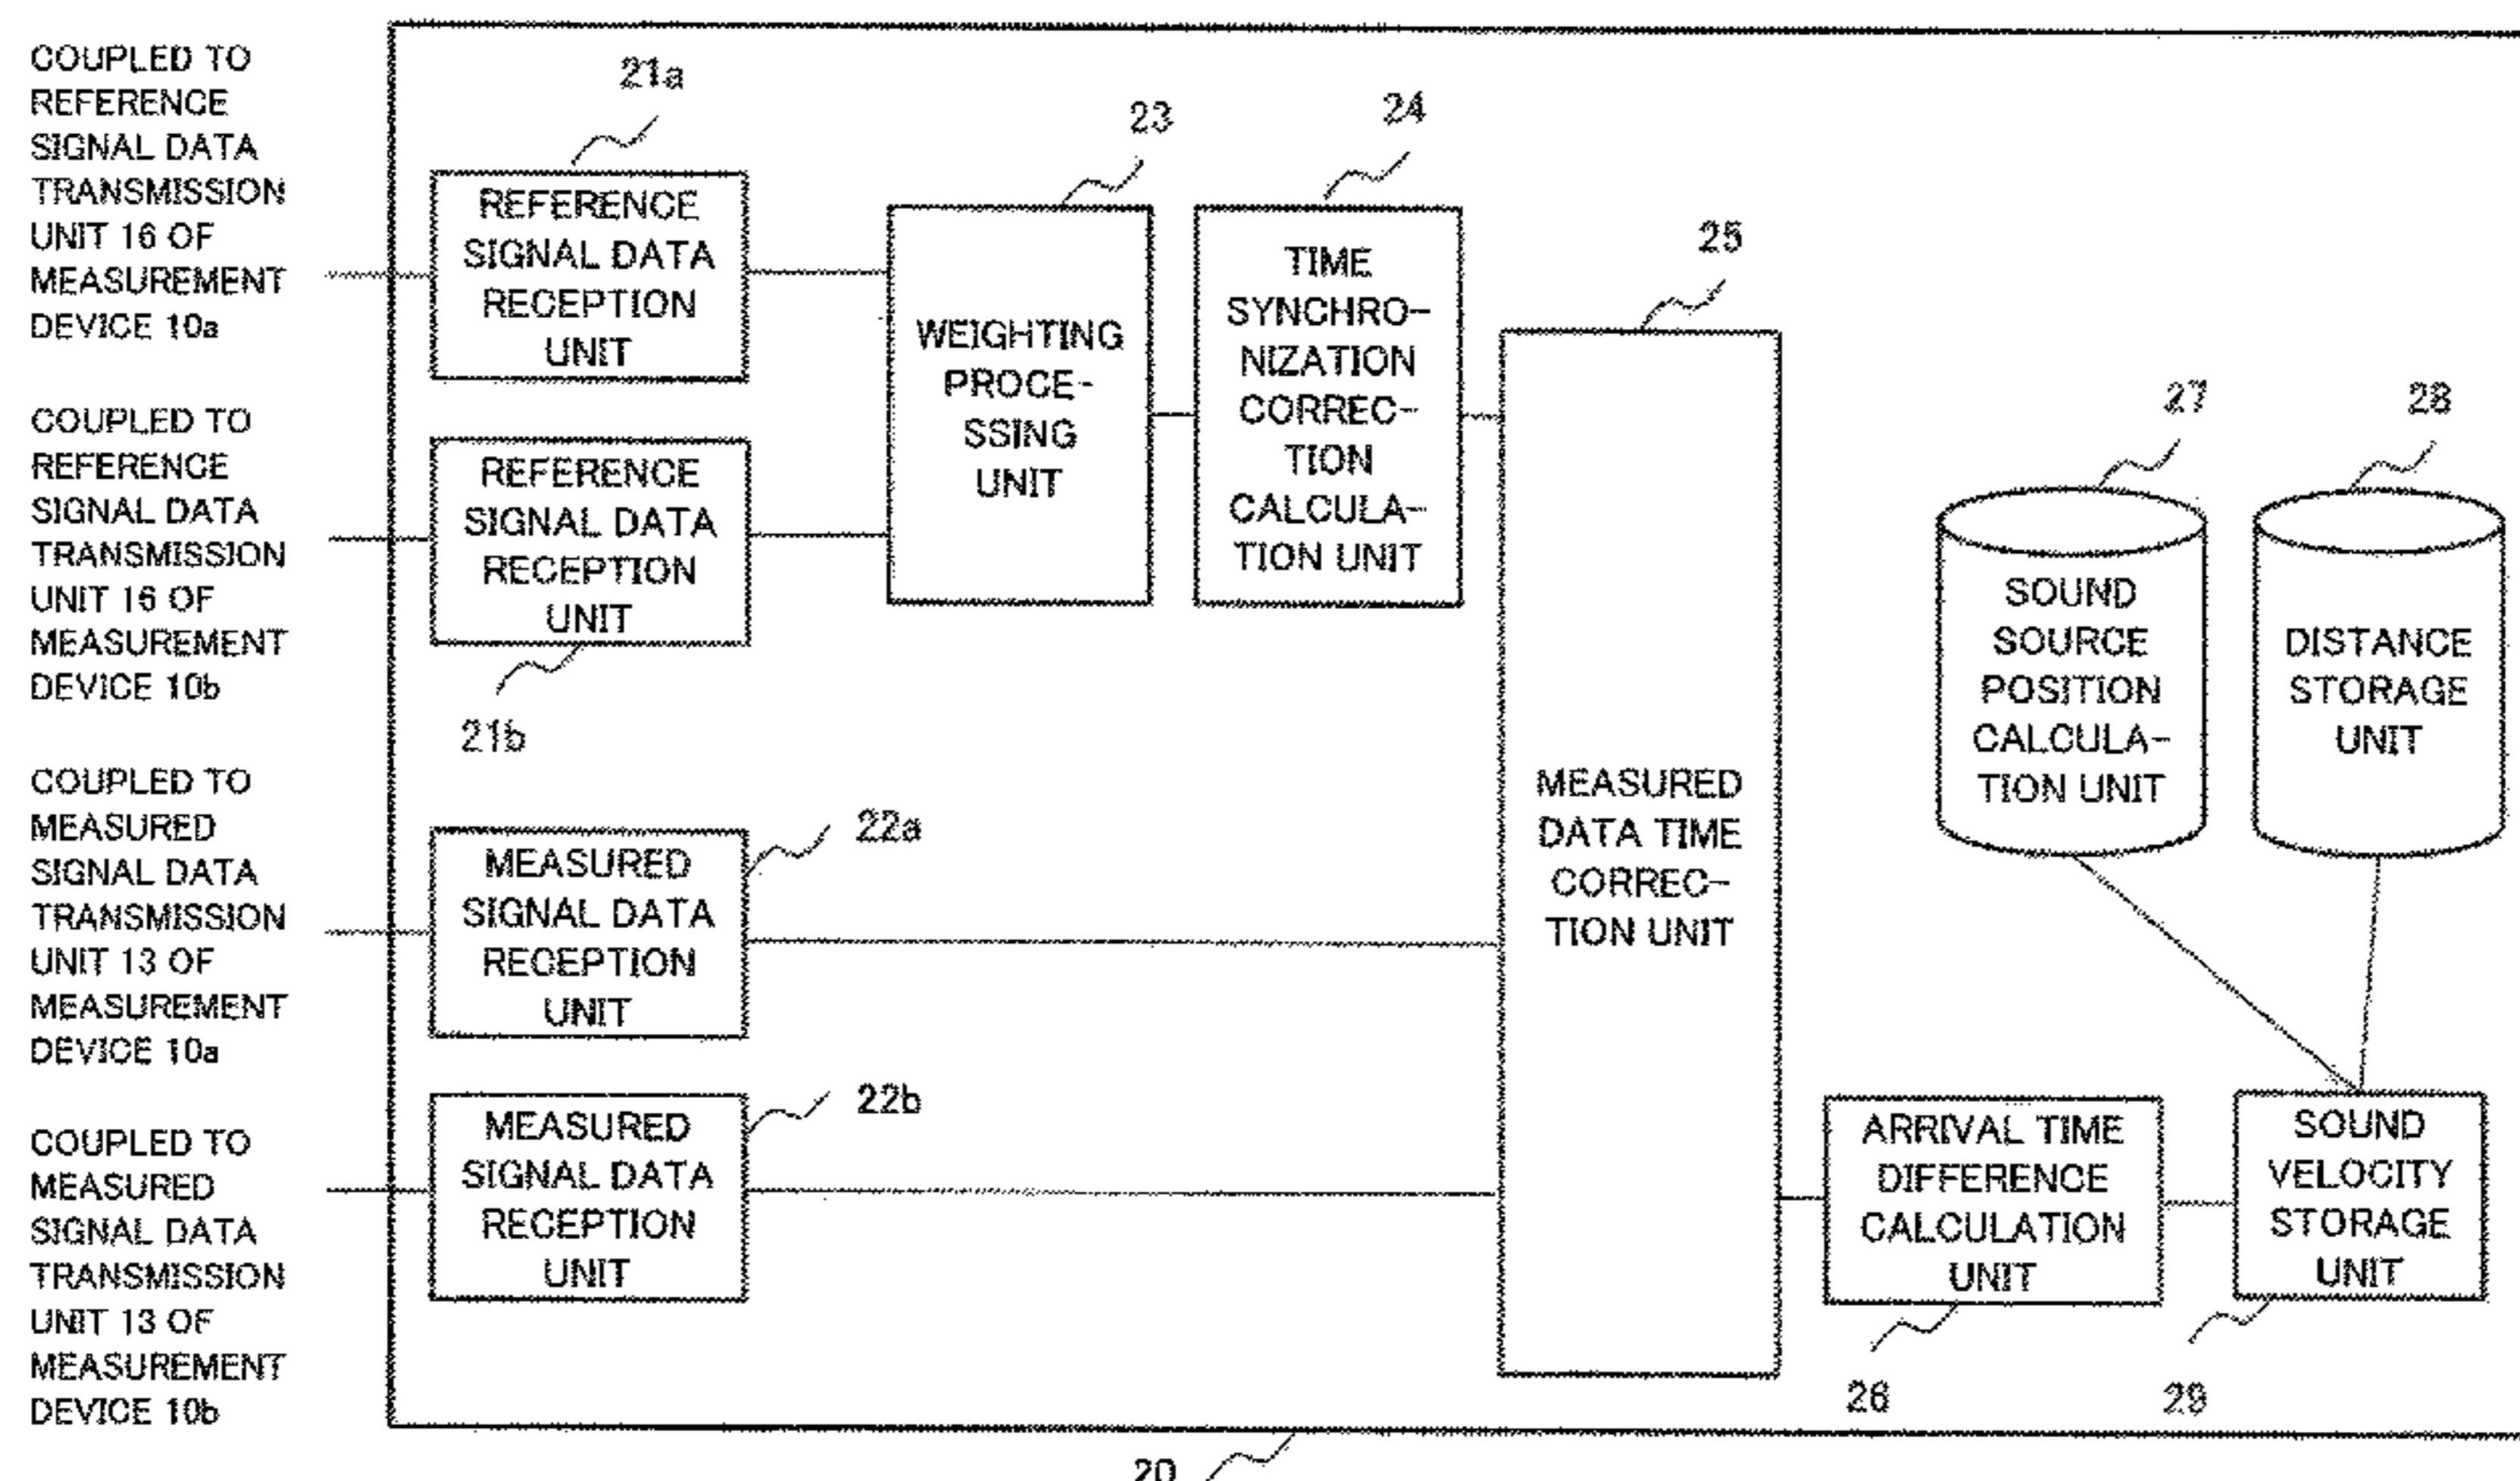 COUPLED TO
REFERENCE
SIGNAL DATA
TRANSMISSION
UNIT 16 OF
MEASUREMENT
DEVICE 10a
COUPLED TO
REFERENCE
SIGNAL DATA
TRANSMISSION
UNIT 16 OF
MEASUREMENT
DEVICE 10b
COUPLED TO
MEASURED
SIGNAL DATA
TRANSMISSION
UNIT 13 OF
MEASUREMENT
DEVICE 10a
COUPLED TO
MEASURED
SIGNAL DATA
TRANSMISSION
UNIT 13 OF
MEASUREMENT
DEVICE 10b
21a
REFERENCE
SIGNAL DATA
RECEPTION
UNIT
REFERENCE
SIGNAL DATA
RECEPTION
UNIT
21b
22a
MEASURED
SIGNAL DATA
RECEPTION
UNIT
22b
MEASURED
SIGNAL DATA
RECEPTION
UNIT
23
WEIGHTING
PROCE-
SSING
UNIT
24
TIME
SYNCHRO-
NIZATION
CORREC-
TION
CALCULA-
TION UNIT
25
MEASURED
DATA TIME
CORREC-
TION UNIT
27
SOUND
SOURCE
POSITION
CALCULA-
TION UNIT
28
DISTANCE
STORAGE
UNIT
ARRIVAL TIME
DIFFERENCE
CALCULATION
UNIT
26
SOUND
VELOCITY
STORAGE
UNIT
29
20